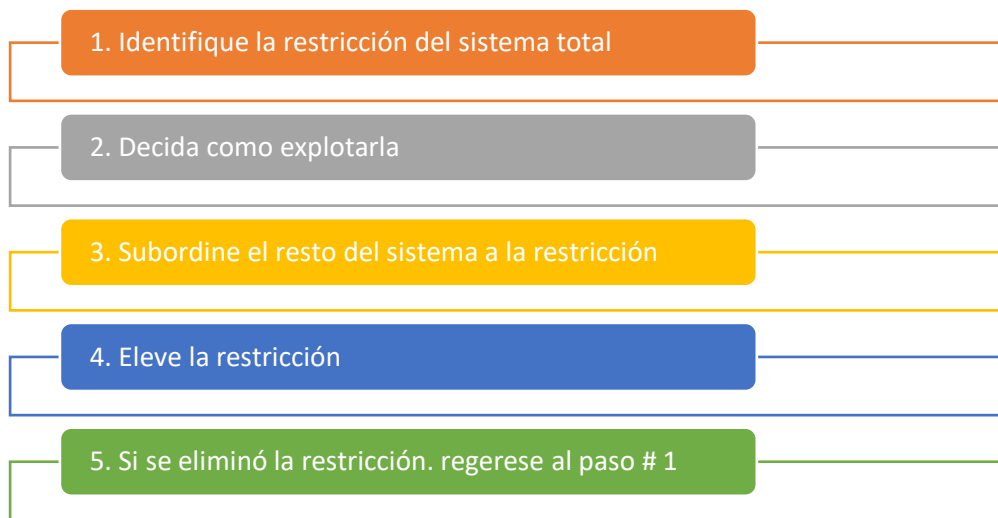 1. Identifique la restricción del sistema total
2. Decida como explotarla
3. Subordine el resto del sistema a la restricción
4. Eleve la restricción
5. Si se eliminó la restricción. regerese al paso # 1